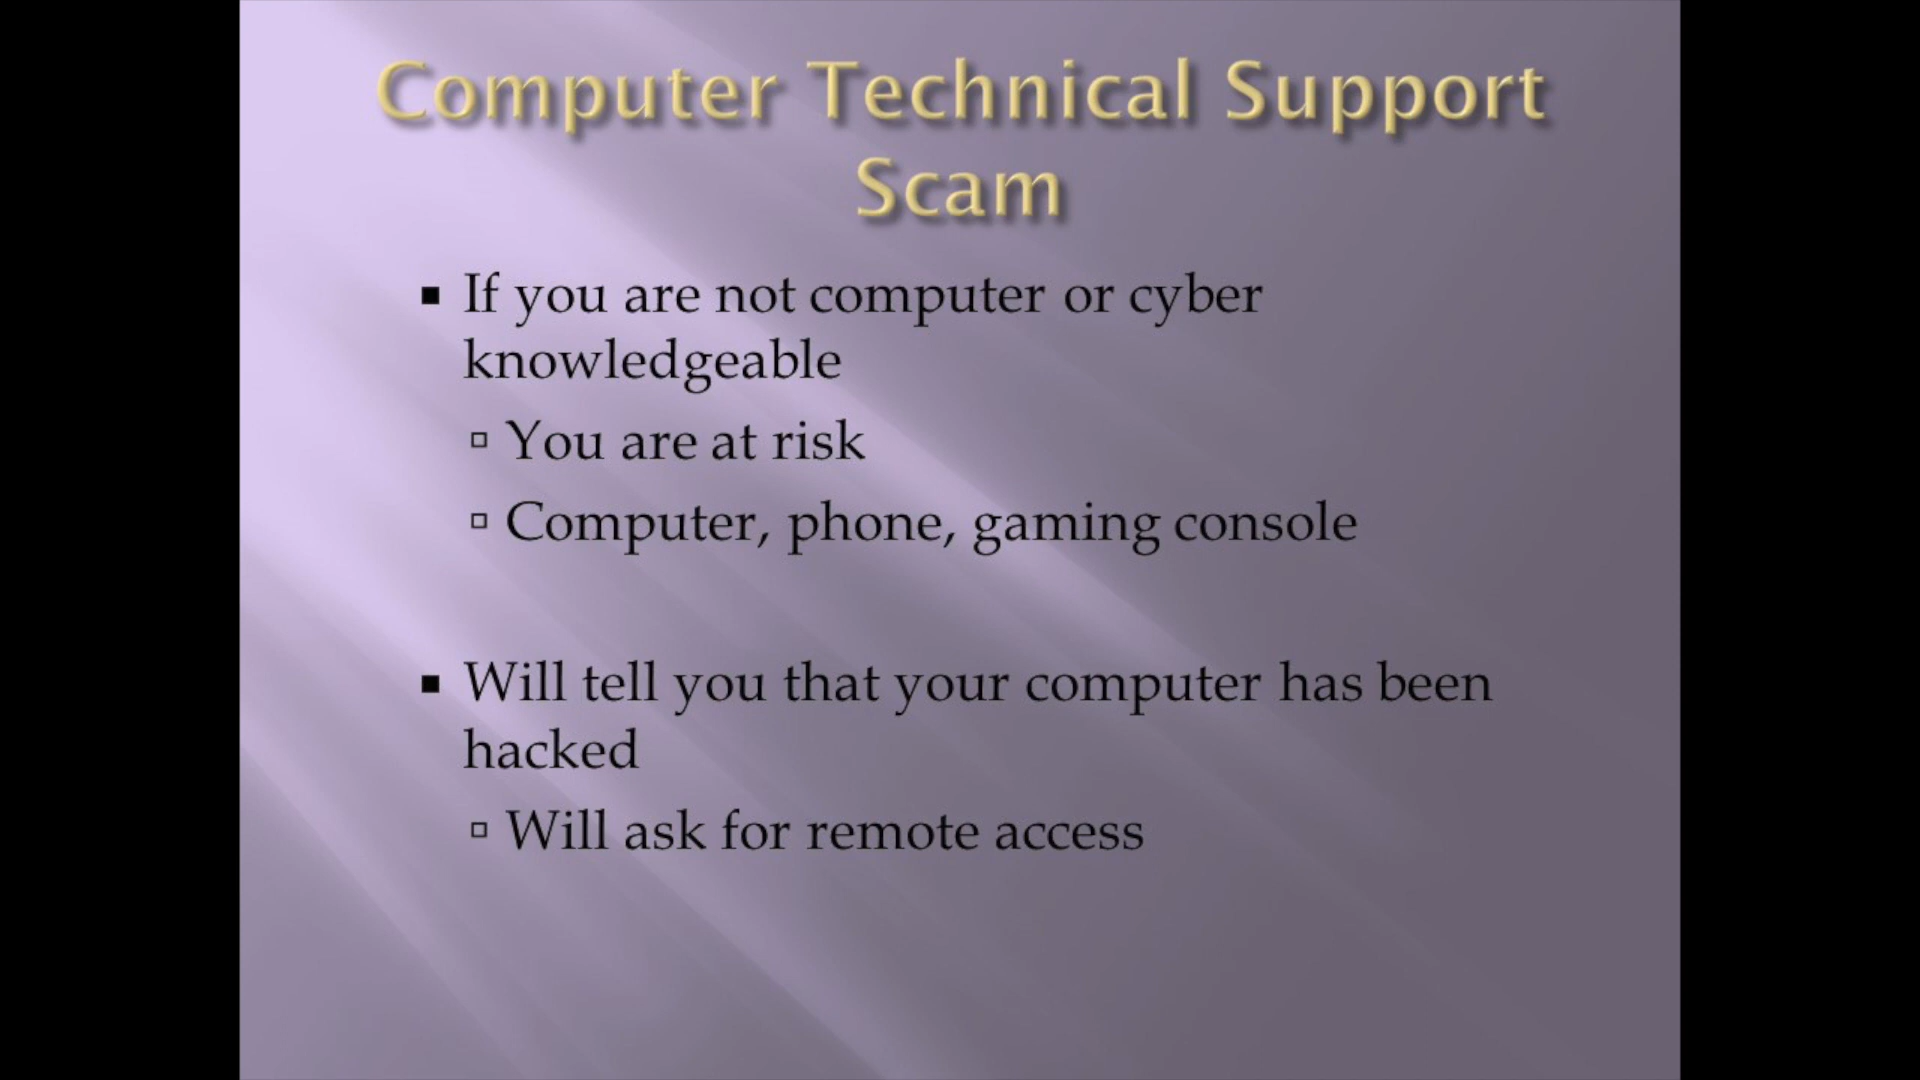 Computer Technical Support
Scam
▪ If you are not computer or cyber
knowledgeable
▫ You are at risk
▫ Computer, phone, gaming console
▪ Will tell you that your computer has been
hacked
▫ Will ask for remote access